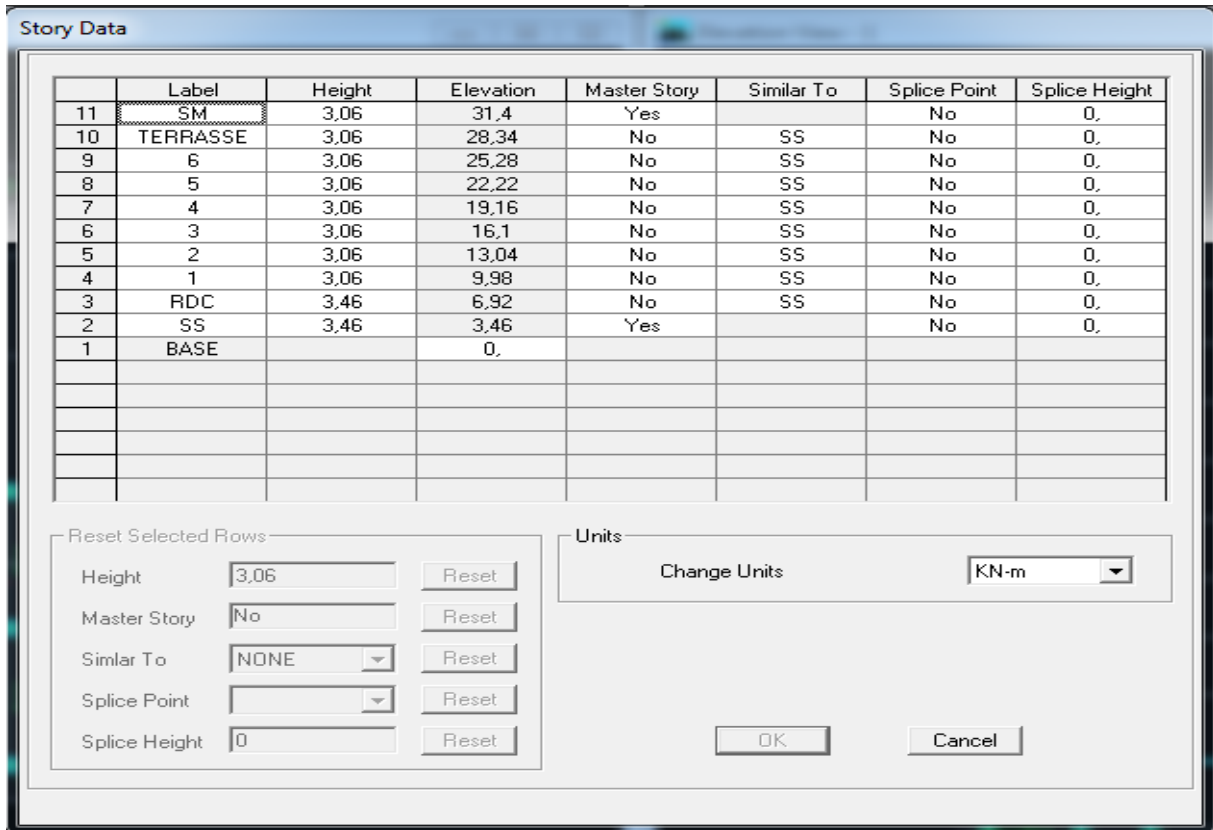 Story Data
Label Height Elevation Master Story Similar To Splice Point Splice Height
11 SM 3,06 31,4 Yes No 0,
10 TERRASSE 3,06 28,34 No SS No 0,
9 6 3,06 25,28 No SS No 0,
8 5 3,06 22,22 No SS No 0,
7 4 3,06 19,16 No SS No 0,
6 3 3,06 16,1 No SS No 0,
5 2 3,06 13,04 No SS No 0,
4 1 3,06 9,98 No SS No 0,
3 RDC 3,46 6,92 No SS No 0,
2 SS 3,46 3,46 Yes No 0,
1 BASE 0,
Reset Selected Rows
Height 3,06 Reset
Master Story No Reset
Simlar To NONE Reset
Splice Point Reset
Splice Height 0 Reset
Units
Change Units KN-m
OK Cancel